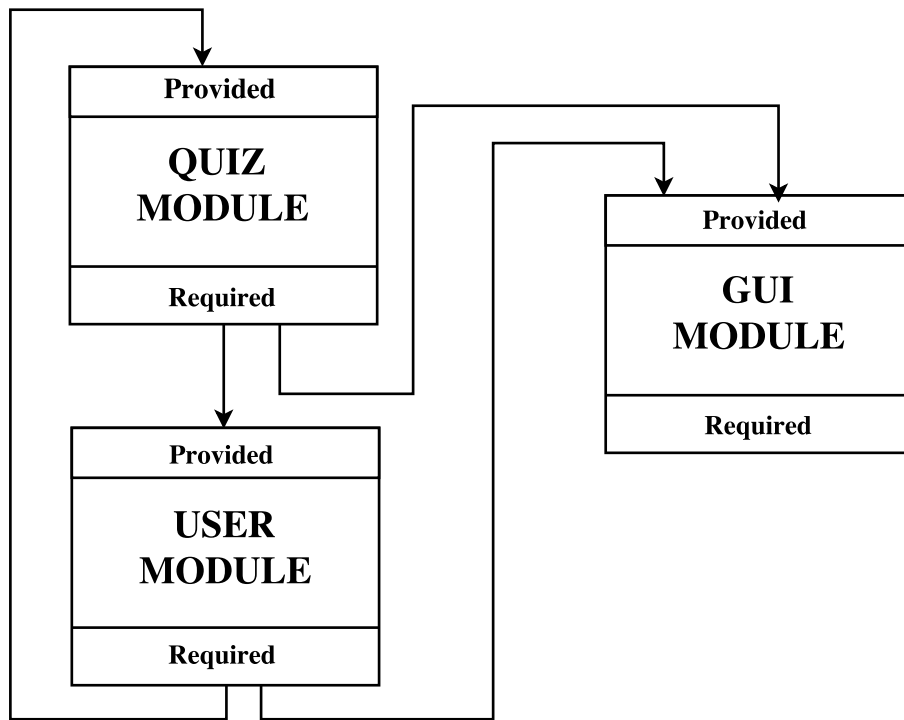 Provided
QUIZ
MODULE
Required
Provided
USER
MODULE
Required
Provided
GUI
MODULE
Required